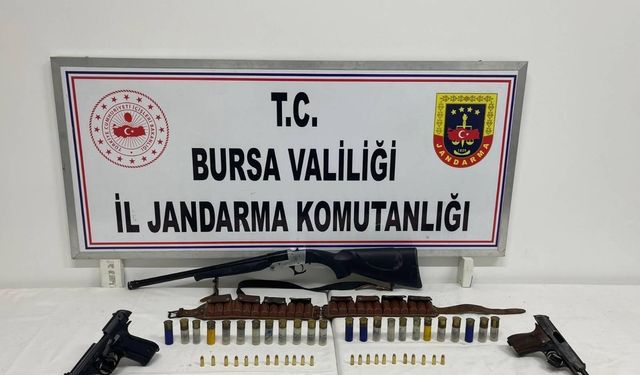 T.C.
BURSA VALİLİĞİ
İL JANDARMA KOMUTANLIĞI
JANDARMA